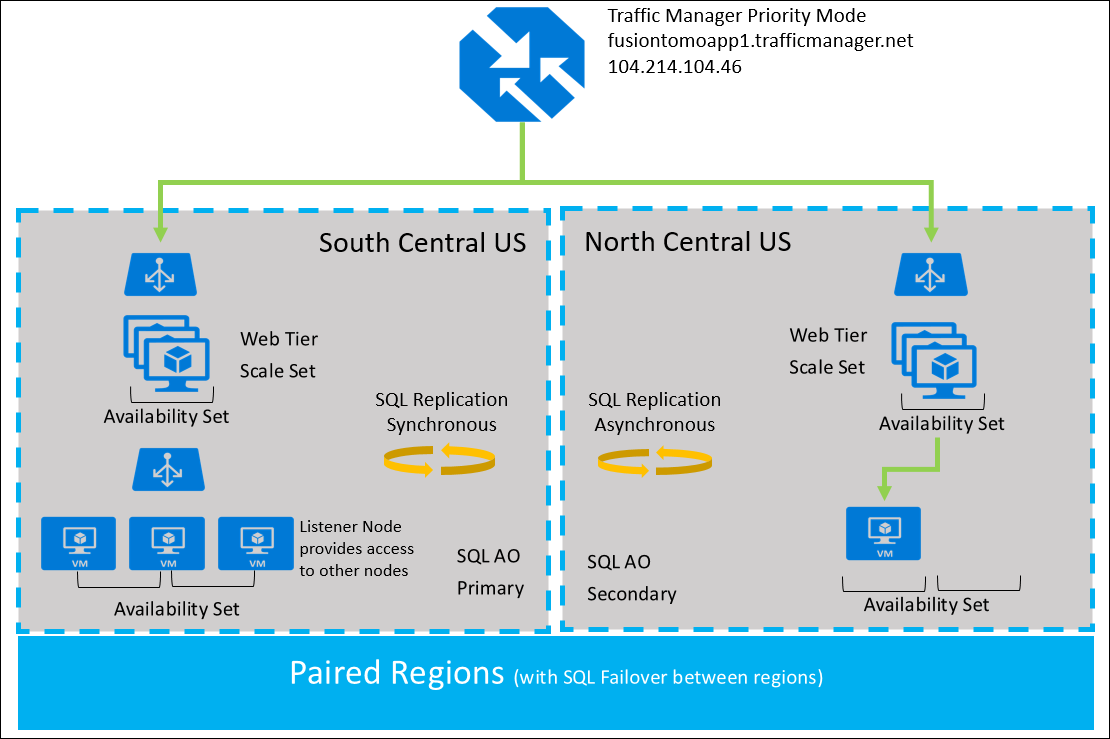 Traffic Manager Priority Mode
fusiontomoapp1.trafficmanager.net
104.214.104.46
South Central US
Web Tier
Scale Set
Availability Set
SQL Replication
Synchronous
VM
VM
VM
Listener Node
provides access
to other nodes
Availability Set
SQL AO
Primary
North Central US
Web Tier
Scale Set
Availability Set
SQL Replication
Asynchronous
VM
SQL AO
Secondary
Availability Set
Paired Regions (with SQL Failover between regions)